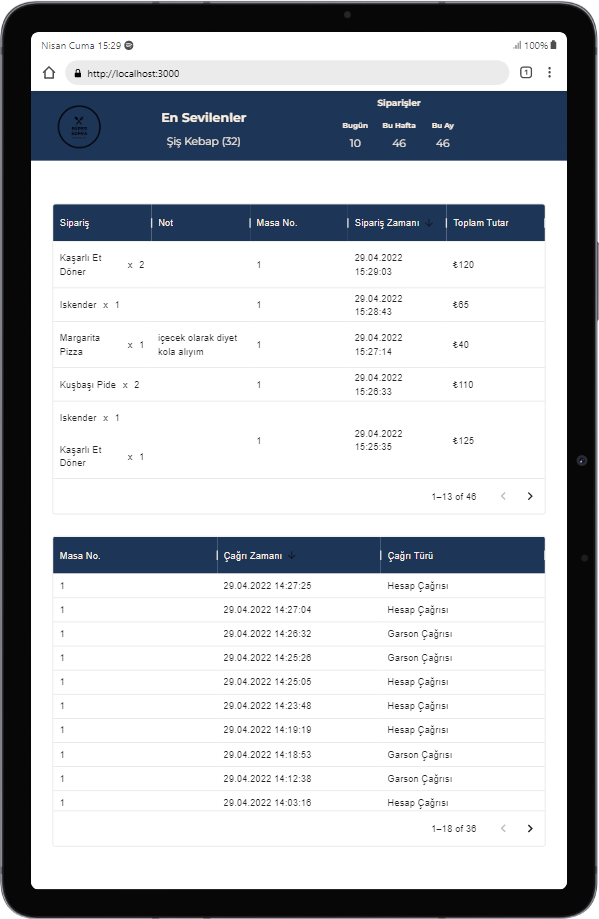 Nisan Cuma 15:29
100%
http://localhost:3000
1
En Sevilenler
Şiş Kebap (32)
Siparişler
Bugün Bu Hafta Bu Ay
10 46 46
Sipariş Not Masa No. Sipariş Zamanı Toplam Tutar
Kaşarlı Et Döner x 2 1 29.04.2022 15:29:03 ₺120
Iskender x 1 1 29.04.2022 15:28:43 ₺65
Margarita Pizza x 1 içecek olarak diyet kola alıyım 1 29.04.2022 15:27:14 ₺40
Kuşbaşı Pide x 2 1 29.04.2022 15:26:33 ₺110
Iskender x 1
Kaşarlı Et Döner x 1 1 29.04.2022 15:25:35 ₺125
1–13 of 46
Masa No. Çağrı Zamanı Çağrı Türü
1 29.04.2022 14:27:25 Hesap Çağrısı
1 29.04.2022 14:27:04 Hesap Çağrısı
1 29.04.2022 14:26:32 Garson Çağrısı
1 29.04.2022 14:25:26 Garson Çağrısı
1 29.04.2022 14:25:05 Hesap Çağrısı
1 29.04.2022 14:23:48 Hesap Çağrısı
1 29.04.2022 14:19:19 Hesap Çağrısı
1 29.04.2022 14:18:53 Garson Çağrısı
1 29.04.2022 14:12:38 Garson Çağrısı
1 29.04.2022 14:03:16 Hesap Çağrısı
1–18 of 36